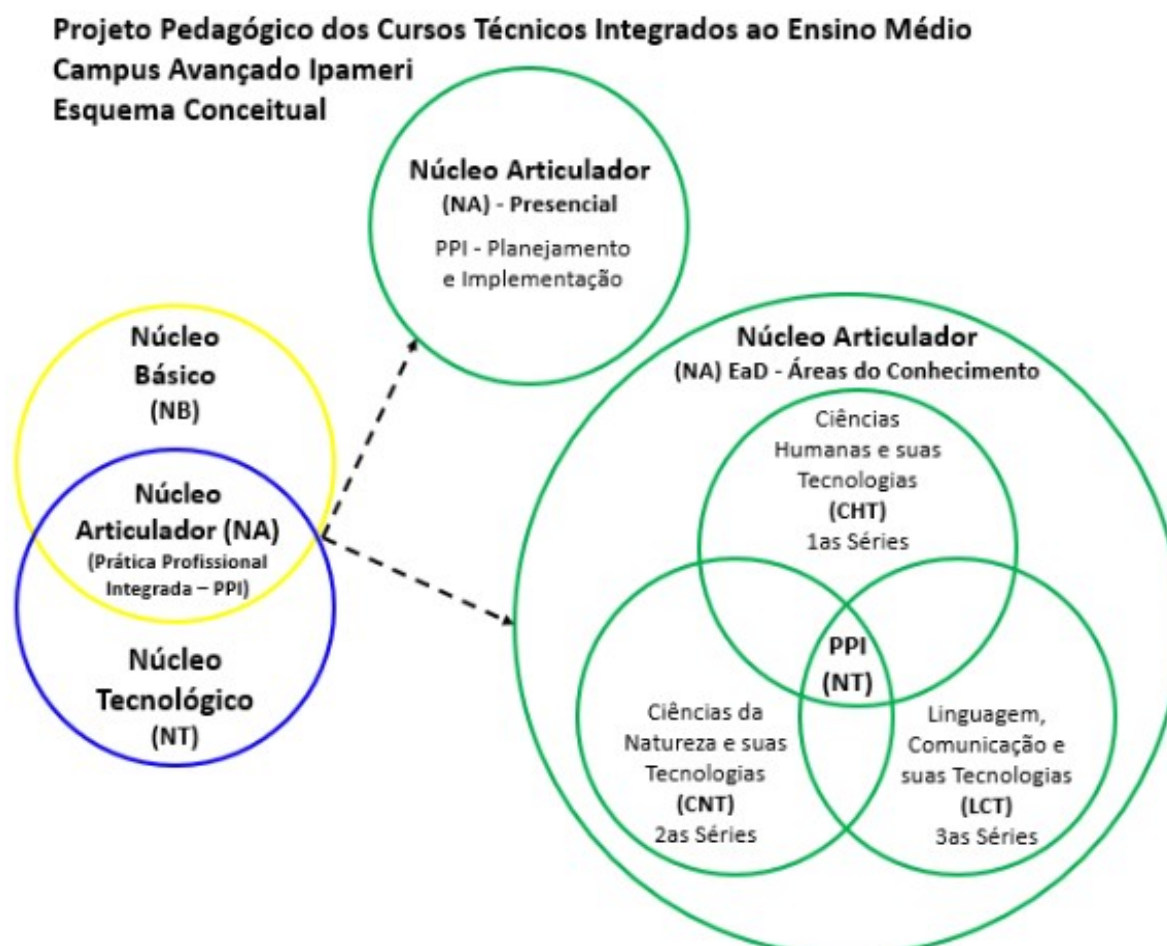 Projeto Pedagógico dos Cursos Técnicos Integrados ao Ensino Médio
Campus Avançado Ipameri
Esquema Conceitual
Núcleo Articulador
(NA) - Presencial
PPI - Planejamento
e Implementação
Núcleo
Básico
(NB)
Núcleo
Articulador (NA)
(Prática Profissional
Integrada – PPI)
Núcleo
Tecnológico
(NT)
Núcleo Articulador
(NA) EaD - Áreas do Conhecimento
Ciências
Humanas e suas
Tecnologias
(CHT)
1as Séries
PPI
(NT)
Ciências da
Natureza e suas
Tecnologias
(CNT)
2as Séries
Linguagem,
Comunicação e
suas Tecnologias
(LCT)
3as Séries